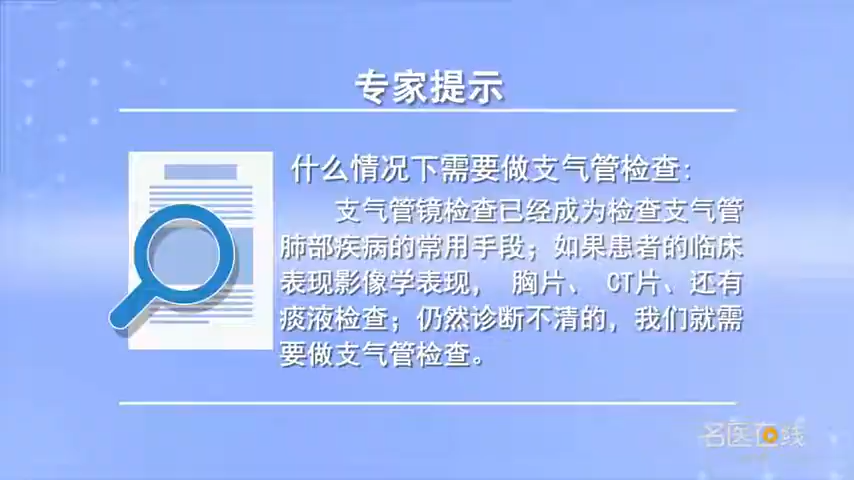 专家提示
什么情况下需要做支气管检查：
支气管镜检查已经成为检查支气管
肺部疾病的常用手段；如果患者的临床
表现影像学表现， 胸片、 CT片、还有
痰液检查；仍然诊断不清的，我们就需
要做支气管检查。
名医在线